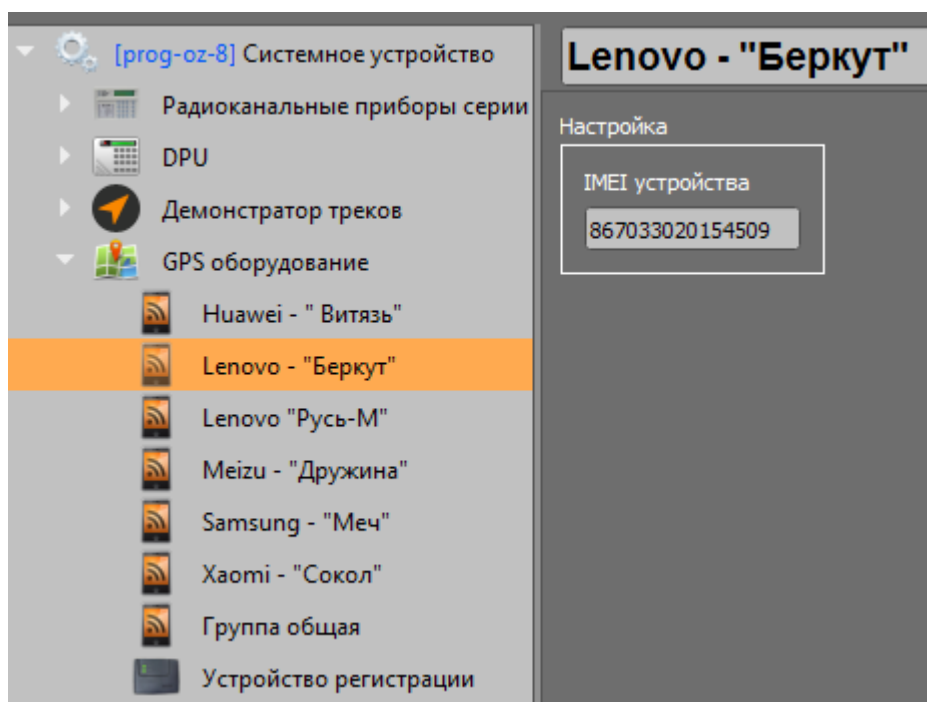 [prog-oz-8] Системное устройство
Радиоканальные приборы серии
DPU
Демонстратор треков
GPS оборудование
Huawei - " Витязь"
Lenovo - "Беркут"
Lenovo "Русь-М"
Meizu - "Дружина"
Samsung - "Меч"
Xaomi - "Сокол"
Группа общая
Устройство регистрации
Lenovo - "Беркут"
Настройка
IMEI устройства
867033020154509